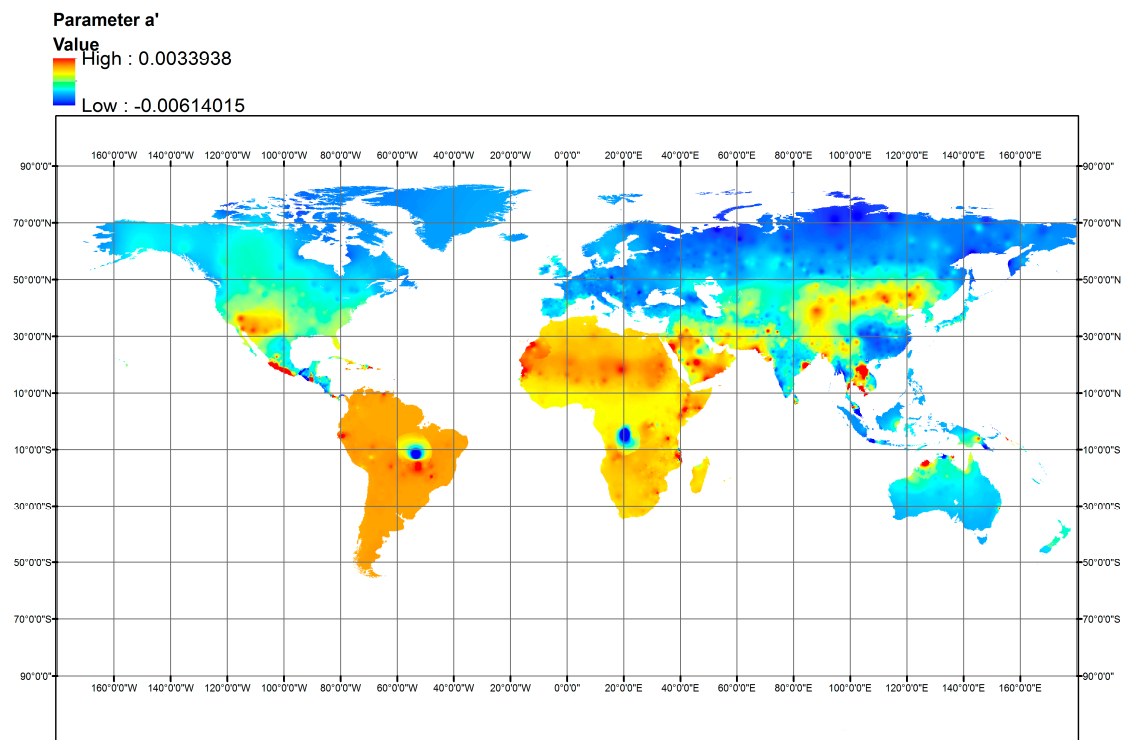 Parameter a'
Value
High : 0.0033938
Low : -0.00614015
160°0'0"W 140°0'0"W 120°0'0"W 100°0'0"W 80°0'0"W 60°0'0"W 40°0'0"W 20°0'0"W 0°0'0" 20°0'0"E 40°0'0"E 60°0'0"E 80°0'0"E 100°0'0"E 120°0'0"E 140°0'0"E 160°0'0"E
90°0'0" 90°0'0"
70°0'0"N 70°0'0"N
50°0'0"N 50°0'0"N
30°0'0"N 30°0'0"N
10°0'0"N 10°0'0"N
10°0'0"S 10°0'0"S
30°0'0"S 30°0'0"S
50°0'0"S 50°0'0"S
70°0'0"S 70°0'0"S
90°0'0" 90°0'0"
160°0'0"W 140°0'0"W 120°0'0"W 100°0'0"W 80°0'0"W 60°0'0"W 40°0'0"W 20°0'0"W 0°0'0" 20°0'0"E 40°0'0"E 60°0'0"E 80°0'0"E 100°0'0"E 120°0'0"E 140°0'0"E 160°0'0"E